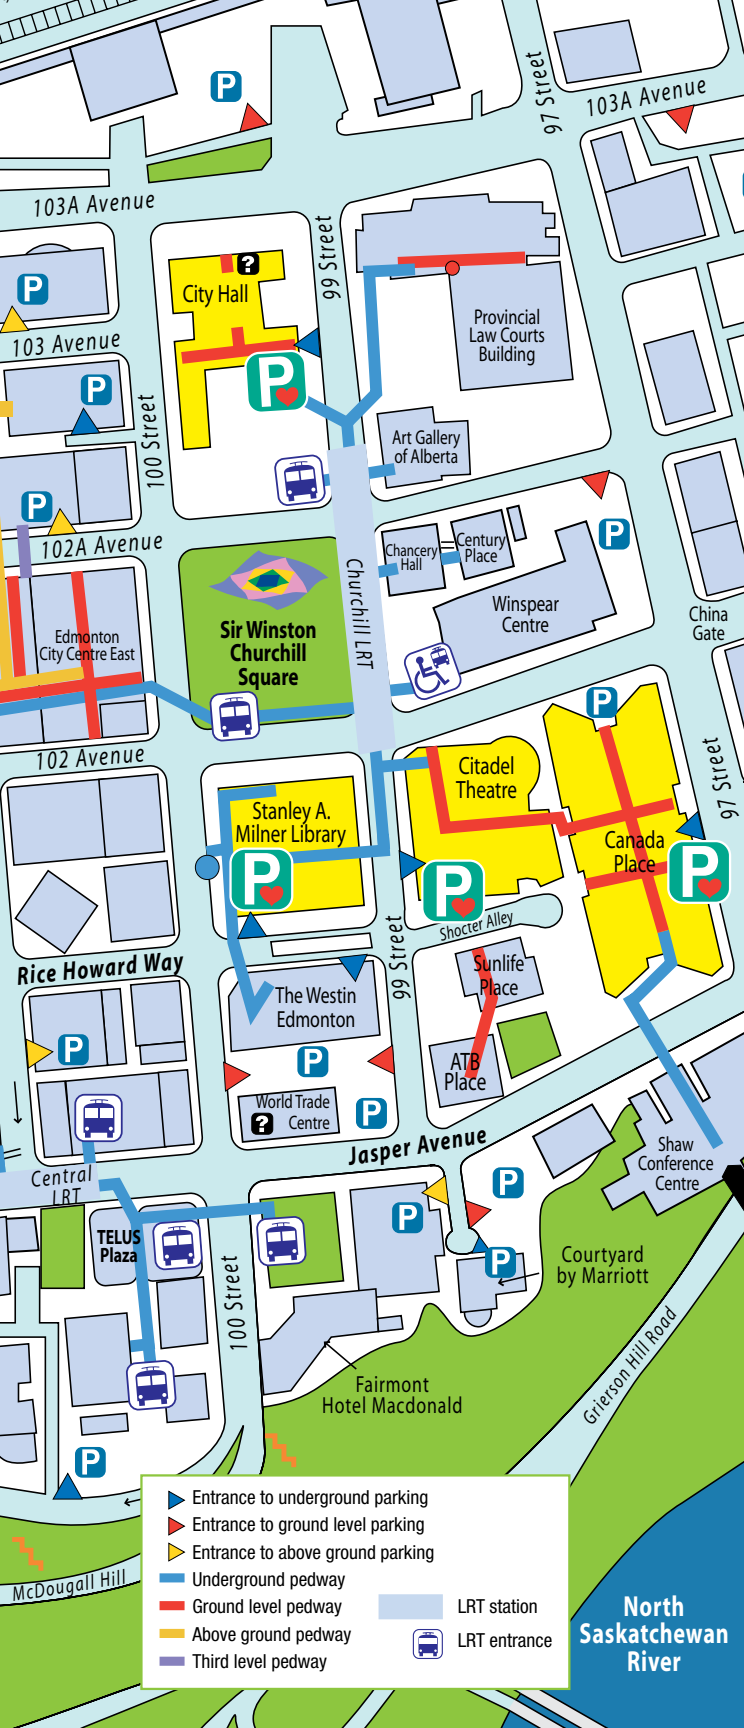 P
97 Street
103A Avenue
103A Avenue
99 Street
?
City Hall
P
P
103 Avenue
Provincial
Law Courts
Building
P
P
100 Street
Art Gallery
of Alberta
P
P
102A Avenue
Chancery
Hall
Century
Place
Winspear
Centre
Churchill LRT
Sir Winston
Churchill
Square
Edmonton
City Centre East
China
Gate
P
102 Avenue
97 Street
Citadel
Theatre
Stanley A.
Milner Library
Canada
Place
P
P
P
Shocter Alley
99 Street
Rice Howard Way
Sunlife
Place
The Westin
Edmonton
P
P
ATB
Place
World Trade
Centre
?
P
Jasper Avenue
Shaw
Conference
Centre
Central
LRT
P
P
TELUS
Plaza
P
Courtyard
by Marriott
100 Street
Grierson Hill Road
Fairmont
Hotel Macdonald
P
McDougall Hill
Entrance to underground parking
Entrance to ground level parking
Entrance to above ground parking
Underground pedway
Ground level pedway
Above ground pedway
Third level pedway
LRT station
LRT entrance
North
Saskatchewan
River